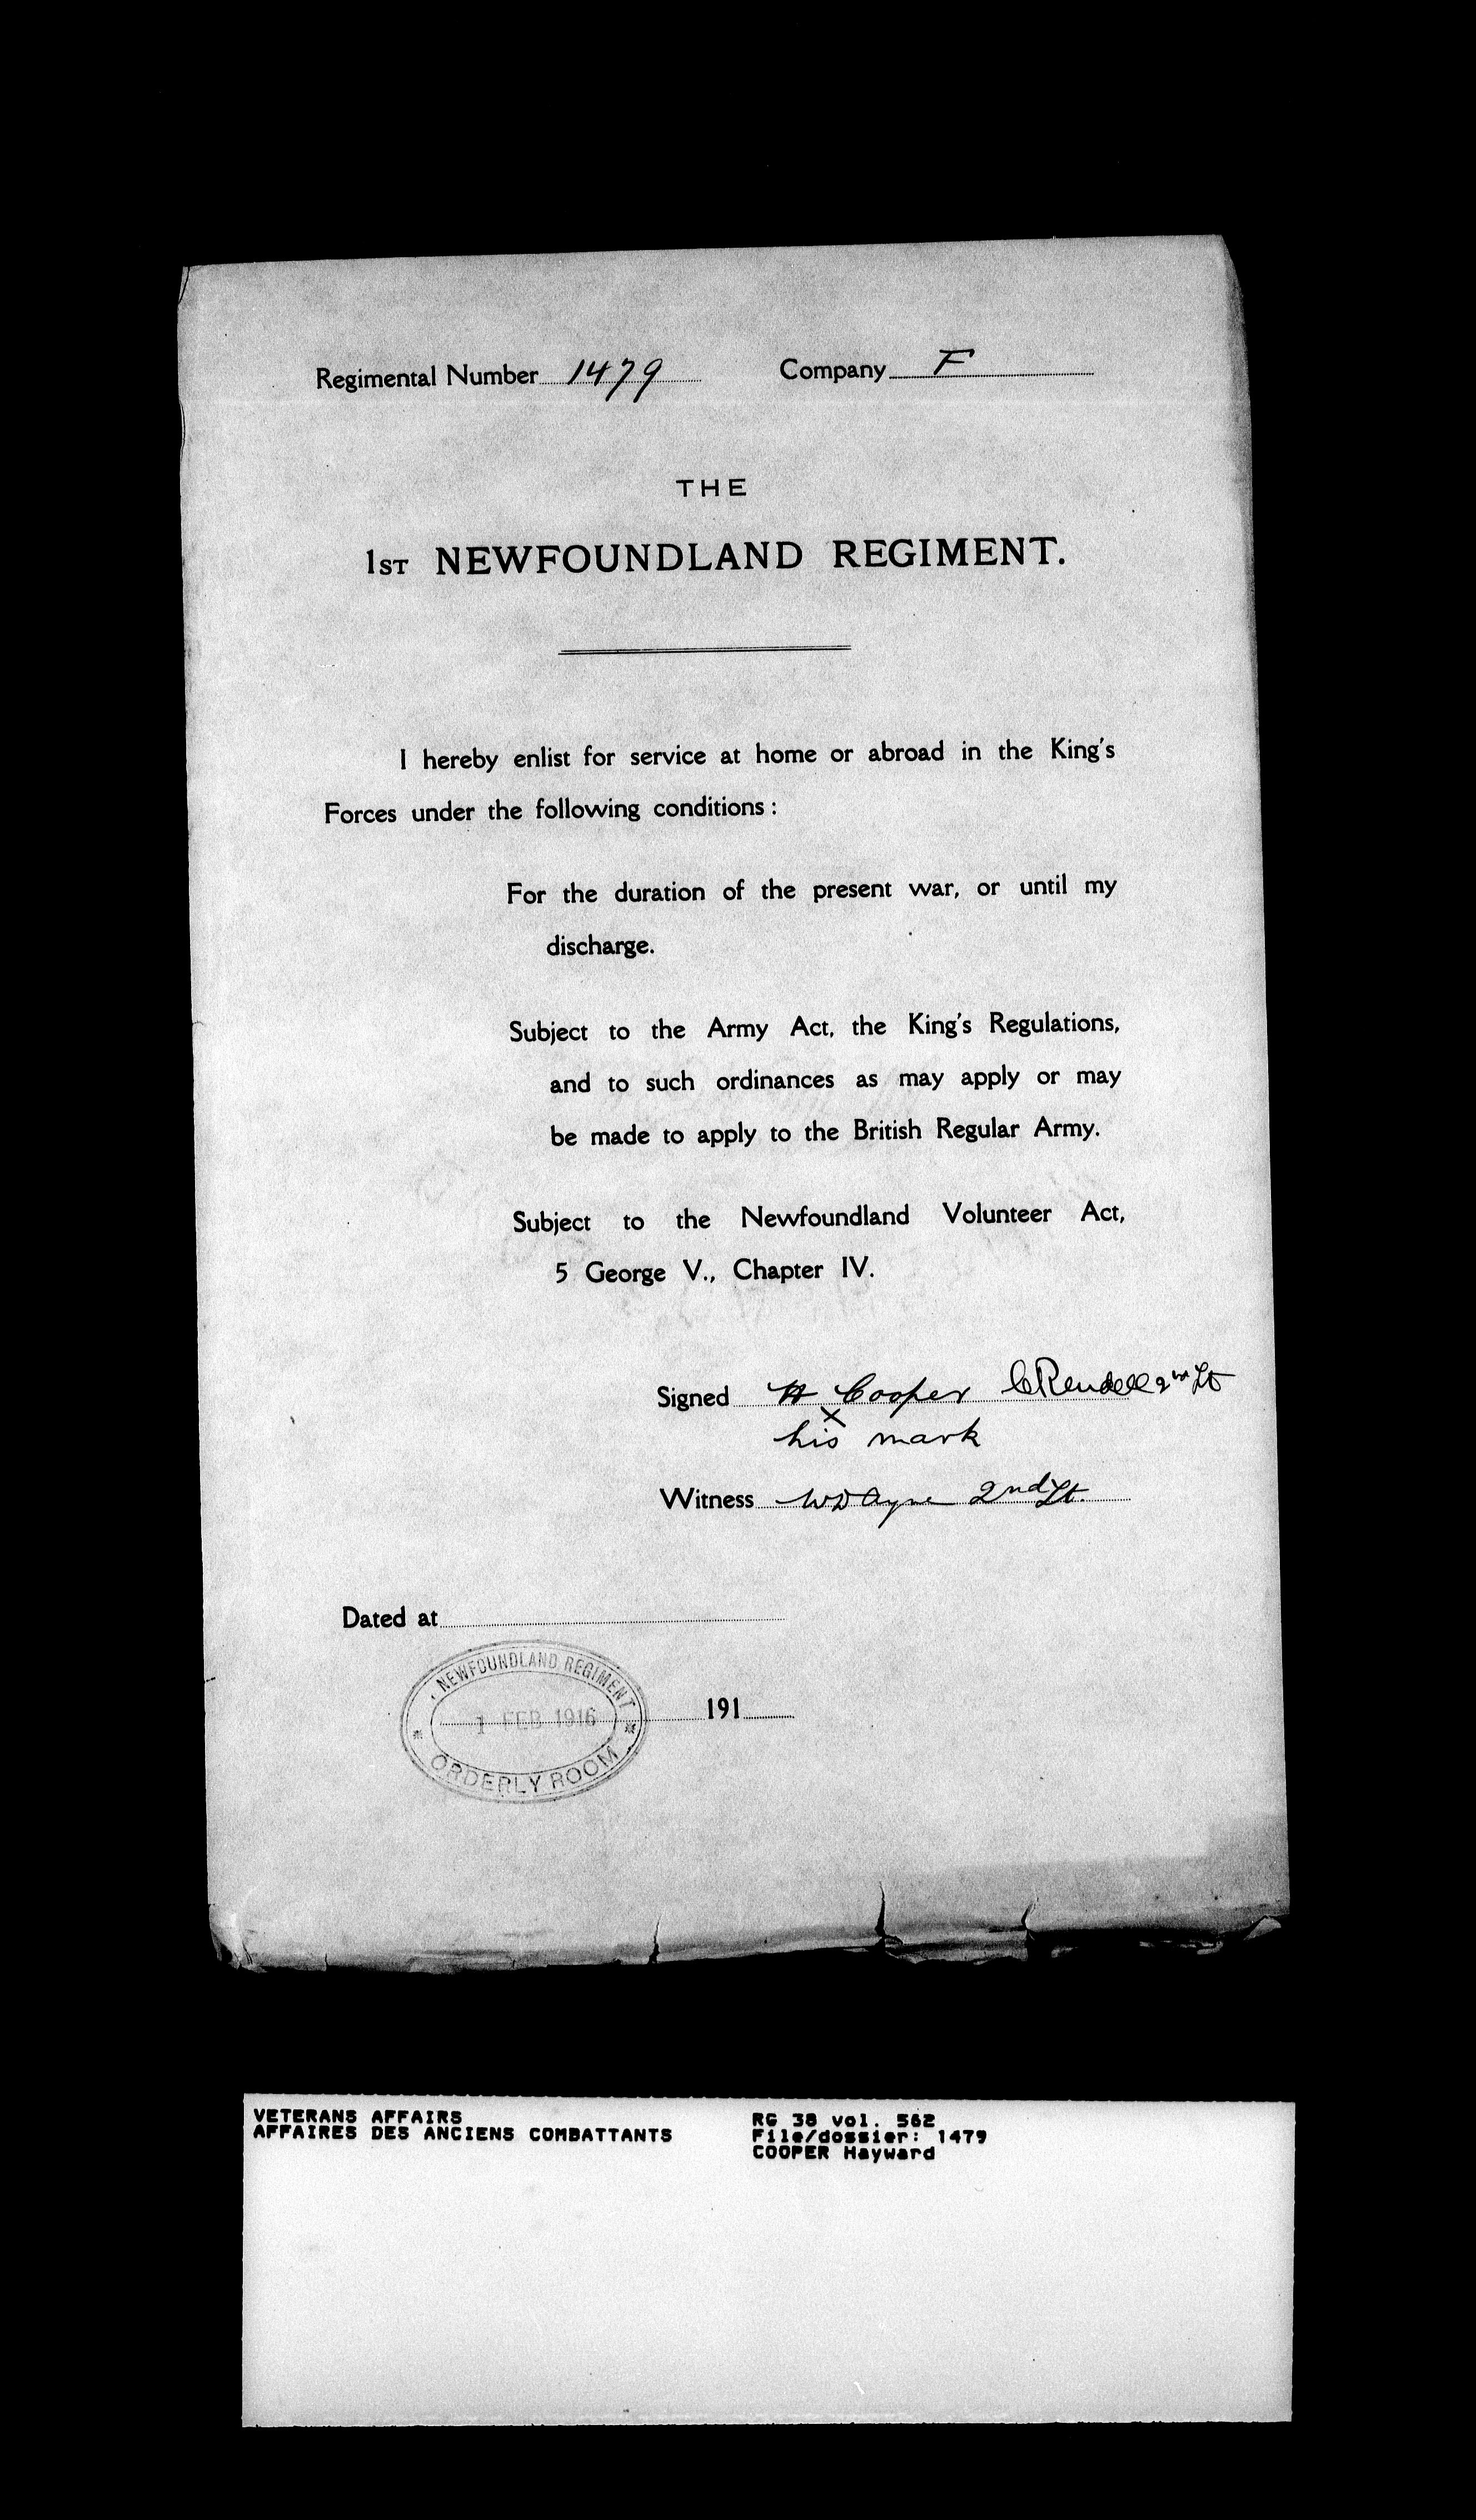 Regimental Number 1479 Company F
THE
1ST NEWFOUNDLAND REGIMENT.
I hereby enlist for service at home or abroad in the King's
Forces under the following conditions:
For the duration of the present war, or until my
discharge.
Subject to the Army Act, the King's Regulations,
and to such ordinances as may apply or may
be made to apply to the British Regular Army.
Subject to the Newfoundland Volunteer Act,
5 George V., Chapter IV.
Signed H Cooper CRendell 2nd Lt
X
his mark
Witness 2nd Lt.
Dated at
NEWFOUNDLAND REGIMENT
1 FEB 1916
191
ORDERLY ROOM
VETERANS AFFAIRS
AFFAIRES DES ANCIENS COMBATTANTS
RG 38 vol. 562
File/dossier: 1479
COOPER Hayward